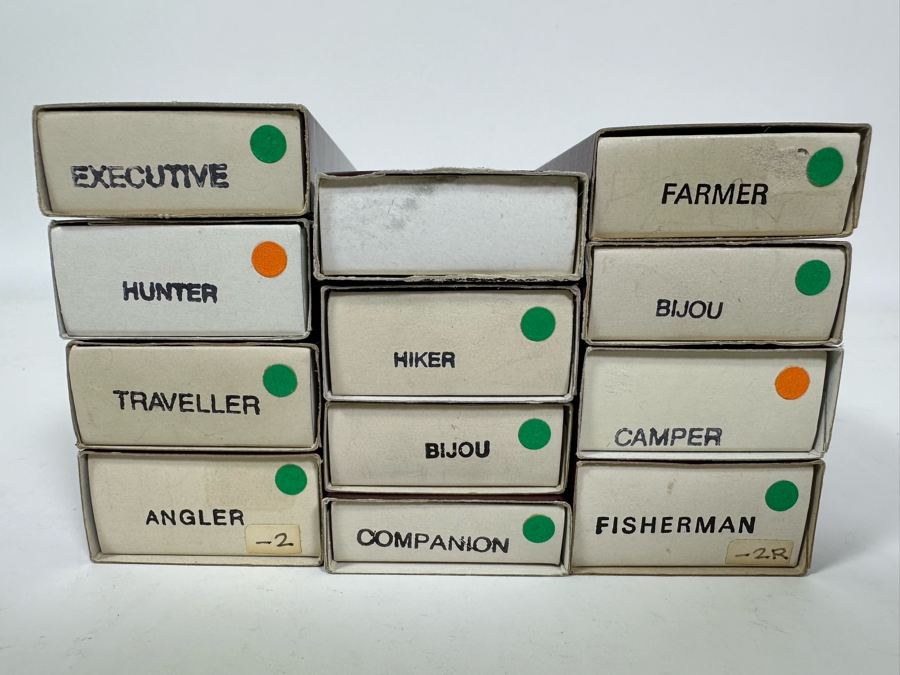 EXECUTIVE
HUNTER
TRAVELLER
ANGLER
-2
HIKER
BIJOU
COMPANION
FARMER
BIJOU
CAMPER
FISHERMAN
-2R